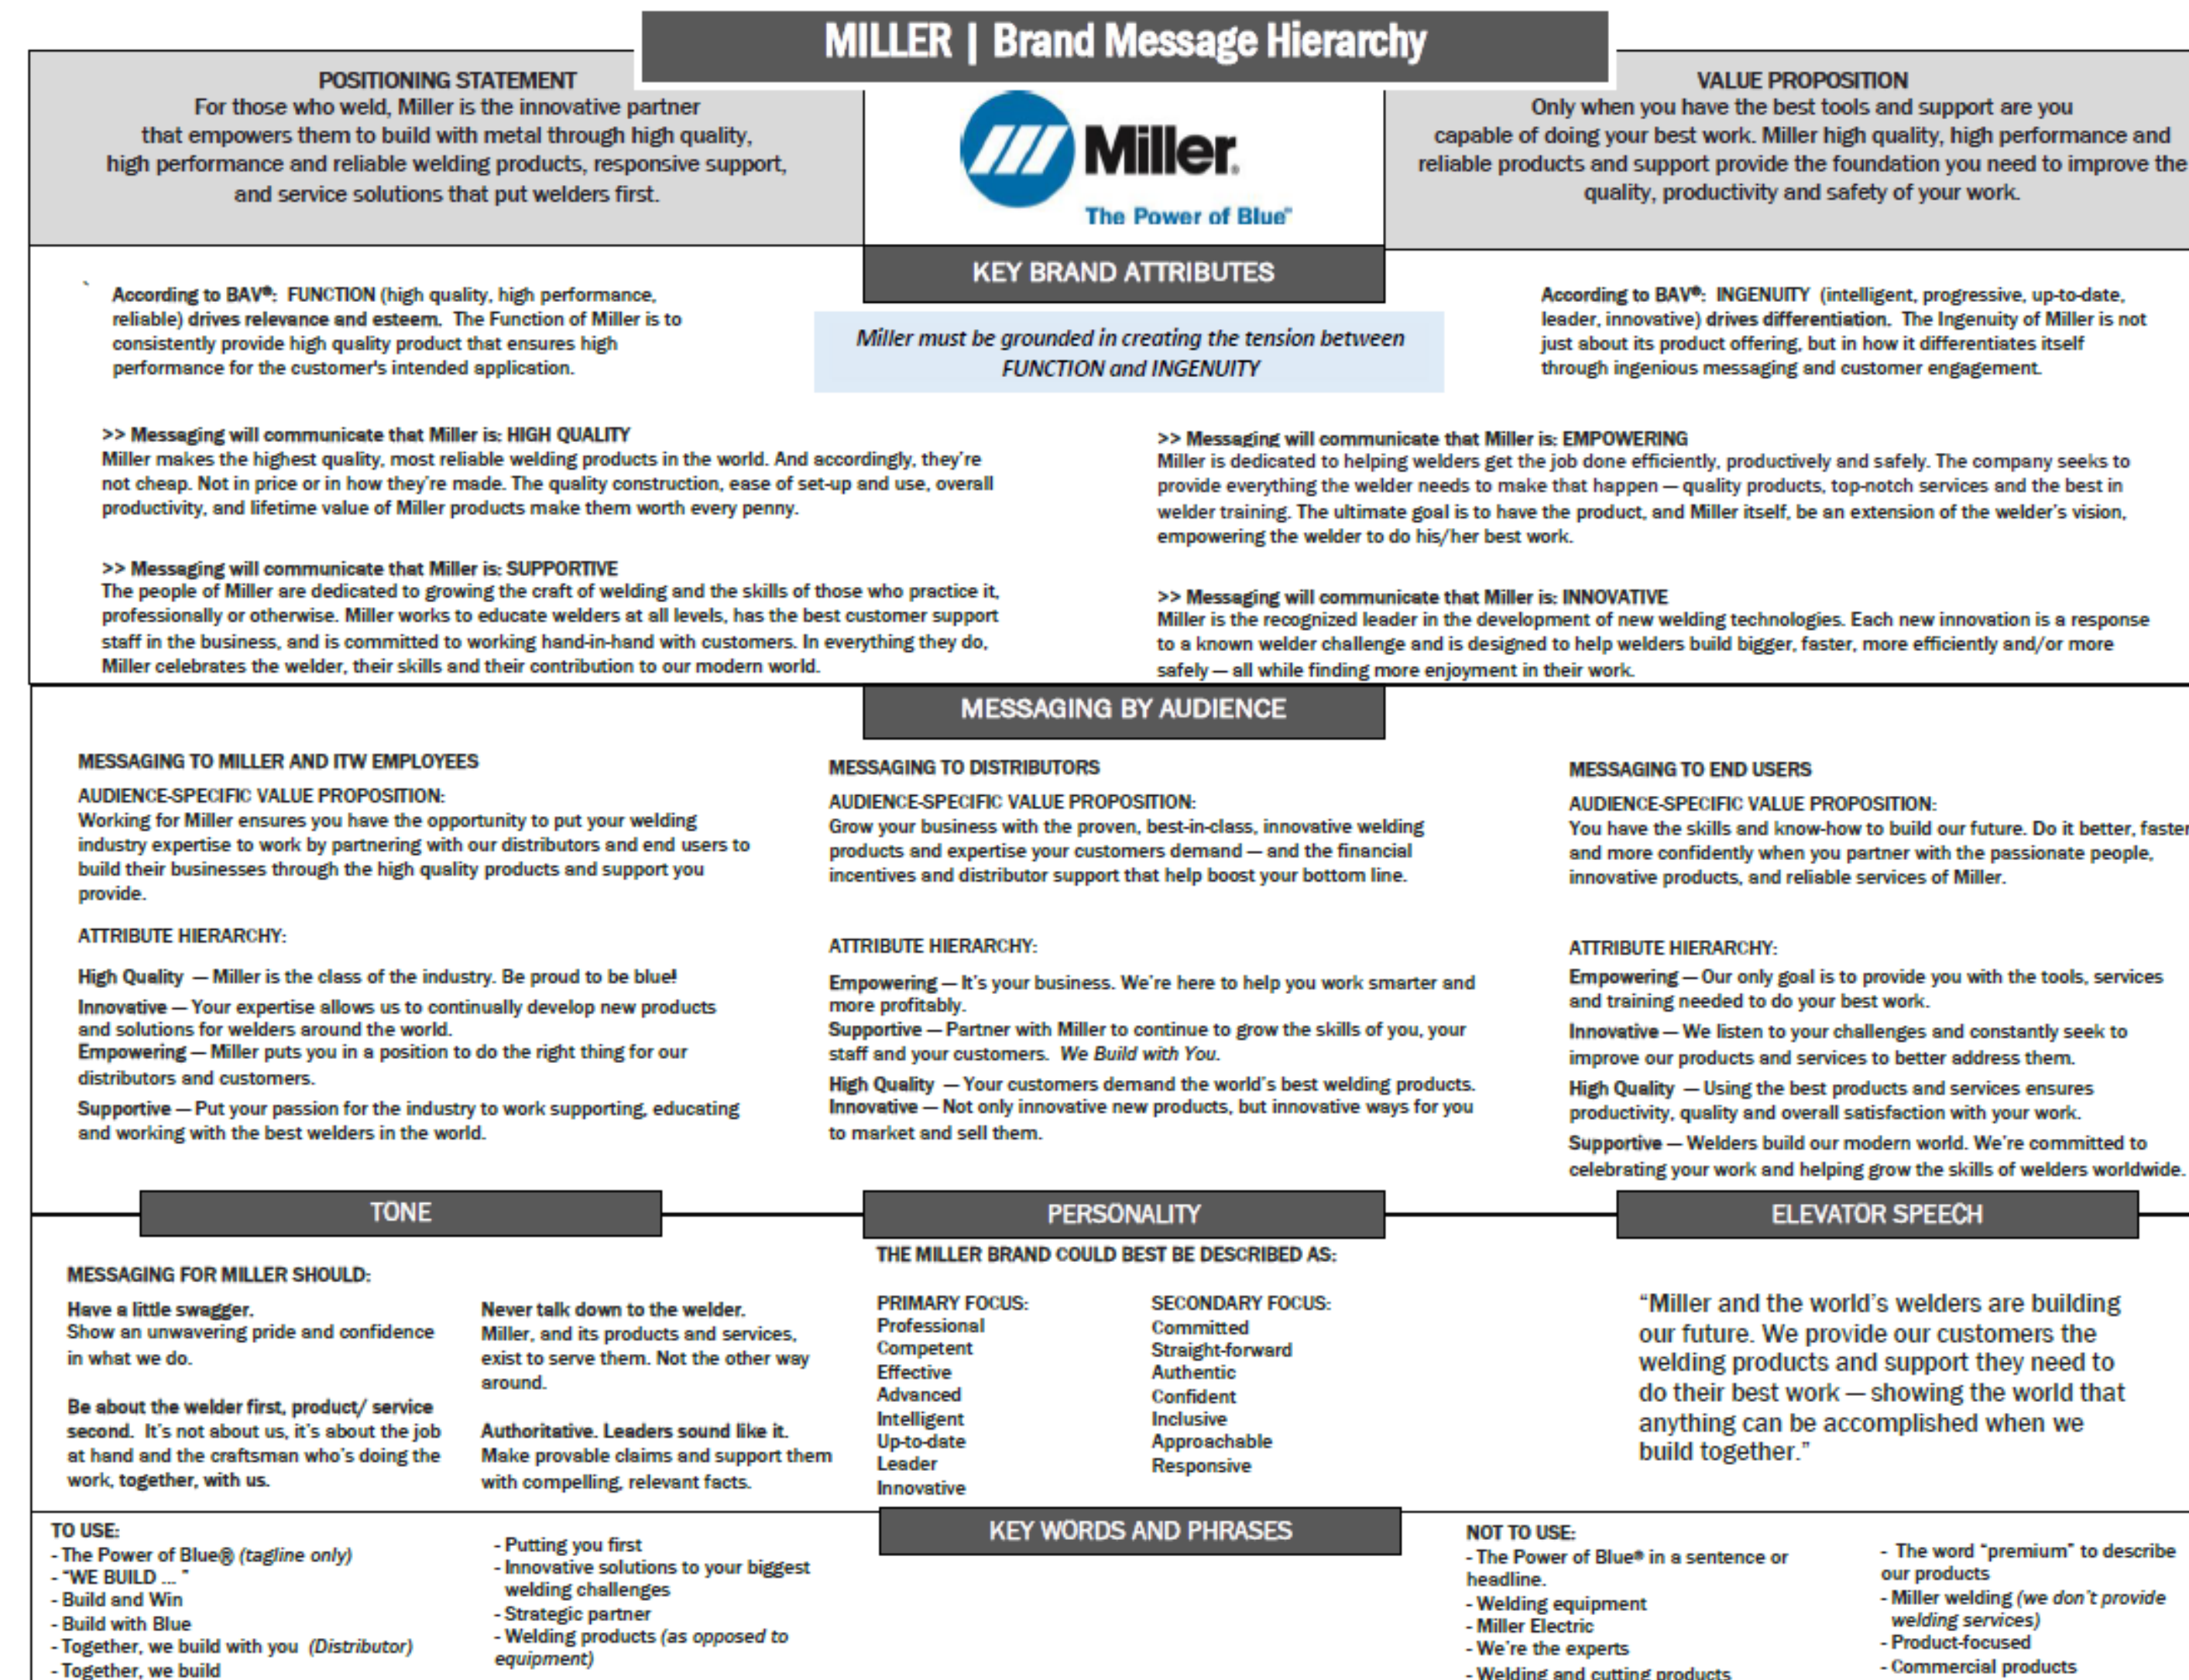 MILLER | Brand Message Hierarchy
POSITIONING STATEMENT
For those who weld, Miller is the innovative partner
that empowers them to build with metal through high quality,
high performance and reliable welding products, responsive support,
and service solutions that put welders first.
Miller®
The Power of Blue™
VALUE PROPOSITION
Only when you have the best tools and support are you
capable of doing your best work. Miller high quality, high performance and
reliable products and support provide the foundation you need to improve the
quality, productivity and safety of your work.
KEY BRAND ATTRIBUTES
` According to BAV®: FUNCTION (high quality, high performance,
reliable) drives relevance and esteem. The Function of Miller is to
consistently provide high quality product that ensures high
performance for the customer's intended application.
Miller must be grounded in creating the tension between
FUNCTION and INGENUITY
According to BAV®: INGENUITY (intelligent, progressive, up-to-date,
leader, innovative) drives differentiation. The Ingenuity of Miller is not
just about its product offering, but in how it differentiates itself
through ingenious messaging and customer engagement.
>> Messaging will communicate that Miller is: HIGH QUALITY
Miller makes the highest quality, most reliable welding products in the world. And accordingly, they're
not cheap. Not in price or in how they're made. The quality construction, ease of set-up and use, overall
productivity, and lifetime value of Miller products make them worth every penny.
>> Messaging will communicate that Miller is: SUPPORTIVE
The people of Miller are dedicated to growing the craft of welding and the skills of those who practice it,
professionally or otherwise. Miller works to educate welders at all levels, has the best customer support
staff in the business, and is committed to working hand-in-hand with customers. In everything they do,
Miller celebrates the welder, their skills and their contribution to our modern world.
>> Messaging will communicate that Miller is: EMPOWERING
Miller is dedicated to helping welders get the job done efficiently, productively and safely. The company seeks to
provide everything the welder needs to make that happen — quality products, top-notch services and the best in
welder training. The ultimate goal is to have the product, and Miller itself, be an extension of the welder's vision,
empowering the welder to do his/her best work.
>> Messaging will communicate that Miller is: INNOVATIVE
Miller is the recognized leader in the development of new welding technologies. Each new innovation is a response
to a known welder challenge and is designed to help welders build bigger, faster, more efficiently and/or more
safely — all while finding more enjoyment in their work.
MESSAGING BY AUDIENCE
MESSAGING TO MILLER AND ITW EMPLOYEES
AUDIENCE-SPECIFIC VALUE PROPOSITION:
Working for Miller ensures you have the opportunity to put your welding
industry expertise to work by partnering with our distributors and end users to
build their businesses through the high quality products and support you
provide.
ATTRIBUTE HIERARCHY:
High Quality — Miller is the class of the industry. Be proud to be blue!
Innovative — Your expertise allows us to continually develop new products
and solutions for welders around the world.
Empowering — Miller puts you in a position to do the right thing for our
distributors and customers.
Supportive — Put your passion for the industry to work supporting, educating
and working with the best welders in the world.
MESSAGING TO DISTRIBUTORS
AUDIENCE-SPECIFIC VALUE PROPOSITION:
Grow your business with the proven, best-in-class, innovative welding
products and expertise your customers demand — and the financial
incentives and distributor support that help boost your bottom line.
ATTRIBUTE HIERARCHY:
Empowering — It's your business. We're here to help you work smarter and
more profitably.
Supportive — Partner with Miller to continue to grow the skills of you, your
staff and your customers. We Build with You.
High Quality — Your customers demand the world's best welding products.
Innovative — Not only innovative new products, but innovative ways for you
to market and sell them.
MESSAGING TO END USERS
AUDIENCE-SPECIFIC VALUE PROPOSITION:
You have the skills and know-how to build our future. Do it better, faster
and more confidently when you partner with the passionate people,
innovative products, and reliable services of Miller.
ATTRIBUTE HIERARCHY:
Empowering — Our only goal is to provide you with the tools, services
and training needed to do your best work.
Innovative — We listen to your challenges and constantly seek to
improve our products and services to better address them.
High Quality — Using the best products and services ensures
productivity, quality and overall satisfaction with your work.
Supportive — Welders build our modern world. We're committed to
celebrating your work and helping grow the skills of welders worldwide.
TONE
MESSAGING FOR MILLER SHOULD:
Have a little swagger.
Show an unwavering pride and confidence
in what we do.
Be about the welder first, product/ service
second. It's not about us, it's about the job
at hand and the craftsman who's doing the
work, together, with us.
Never talk down to the welder.
Miller, and its products and services,
exist to serve them. Not the other way
around.
Authoritative. Leaders sound like it.
Make provable claims and support them
with compelling, relevant facts.
PERSONALITY
THE MILLER BRAND COULD BEST BE DESCRIBED AS:
PRIMARY FOCUS:
Professional
Competent
Effective
Advanced
Intelligent
Up-to-date
Leader
Innovative
SECONDARY FOCUS:
Committed
Straight-forward
Authentic
Confident
Inclusive
Approachable
Responsive
ELEVATOR SPEECH
“Miller and the world's welders are building
our future. We provide our customers the
welding products and support they need to
do their best work — showing the world that
anything can be accomplished when we
build together.”
KEY WORDS AND PHRASES
TO USE:
- The Power of Blue® (tagline only)
- “WE BUILD ... ”
- Build and Win
- Build with Blue
- Together, we build with you (Distributor)
- Together, we build
- Putting you first
- Innovative solutions to your biggest
welding challenges
- Strategic partner
- Welding products (as opposed to
equipment)
NOT TO USE:
- The Power of Blue® in a sentence or
headline.
- Welding equipment
- Miller Electric
- We're the experts
- Welding and cutting products
- The word “premium” to describe
our products
- Miller welding (we don't provide
welding services)
- Product-focused
- Commercial products